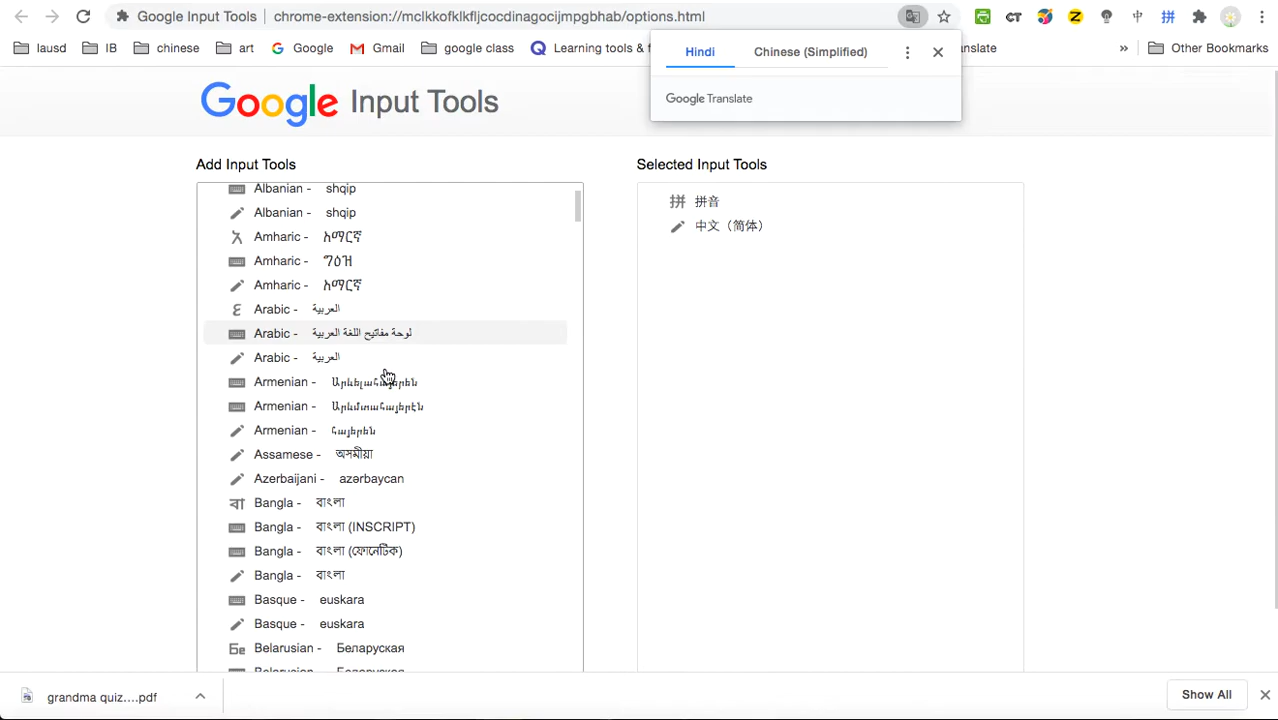 Google Input Tools
chrome-extension://mclkkofklkfljcocdinagocijmpgbhab/options.html
lausd
IB
chinese
art
Google
Gmail
google class
Learning tools & f
anslate
»
Other Bookmarks
Hindi
Chinese (Simplified)
Google Translate
Google Input Tools
Add Input Tools
Selected Input Tools
Albanian - shqip
Albanian - shqip
Amharic - አማርኛ
Amharic - ግዕዝ
Amharic - አማርኛ
Arabic - العربية
Arabic - لوحة مفاتيح اللغة العربية
Arabic - العربية
Armenian - Արևելահայերեն
Armenian - Արևմտահայերէն
Armenian - հայերեն
Assamese - অসমীয়া
Azerbaijani - azərbaycan
Bangla - বাংলা
Bangla - বাংলা (INSCRIPT)
Bangla - বাংলা (ফোনেটিক)
Bangla - বাংলা
Basque - euskara
Basque - euskara
Belarusian - Беларуская
Belarusian - Беларуская
拼 拼音
中文（简体）
grandma quiz....pdf
Show All